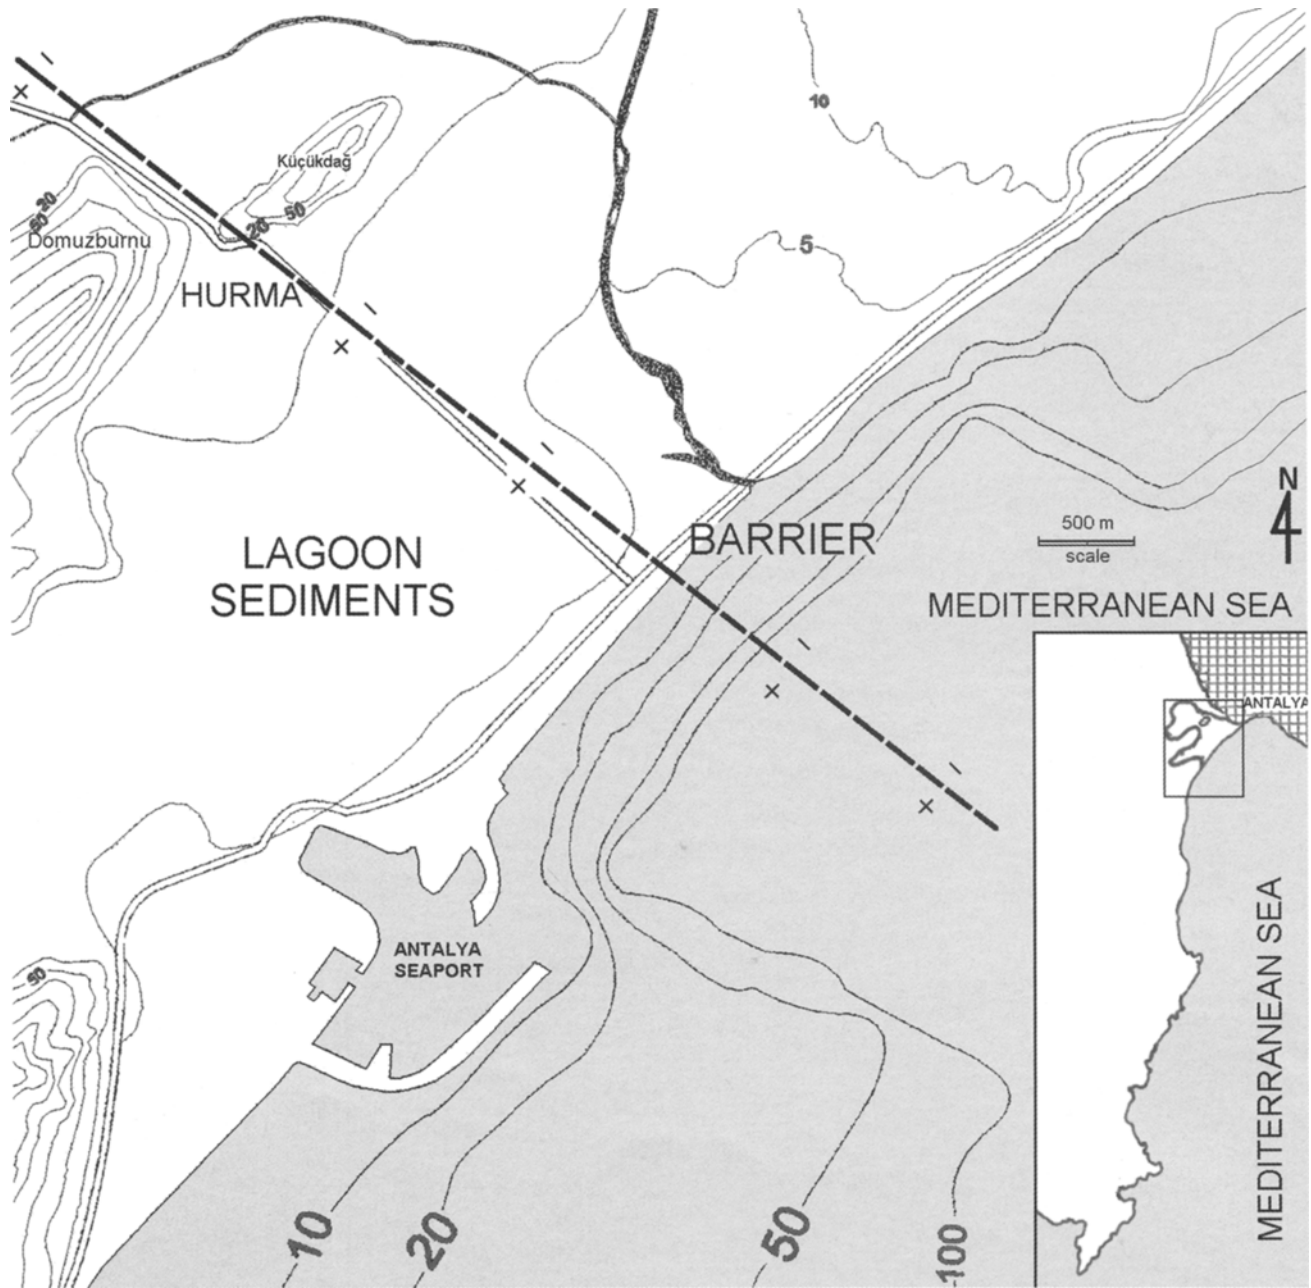 10
Küçükdağ
20
50
20
50
Domuzburnu
5
HURMA
N
500 m
scale
BARRIER
LAGOON
SEDIMENTS
MEDITERRANEAN SEA
ANTALYA
ANTALYA
SEAPORT
50
MEDITERRANEAN SEA
10
20
50
100